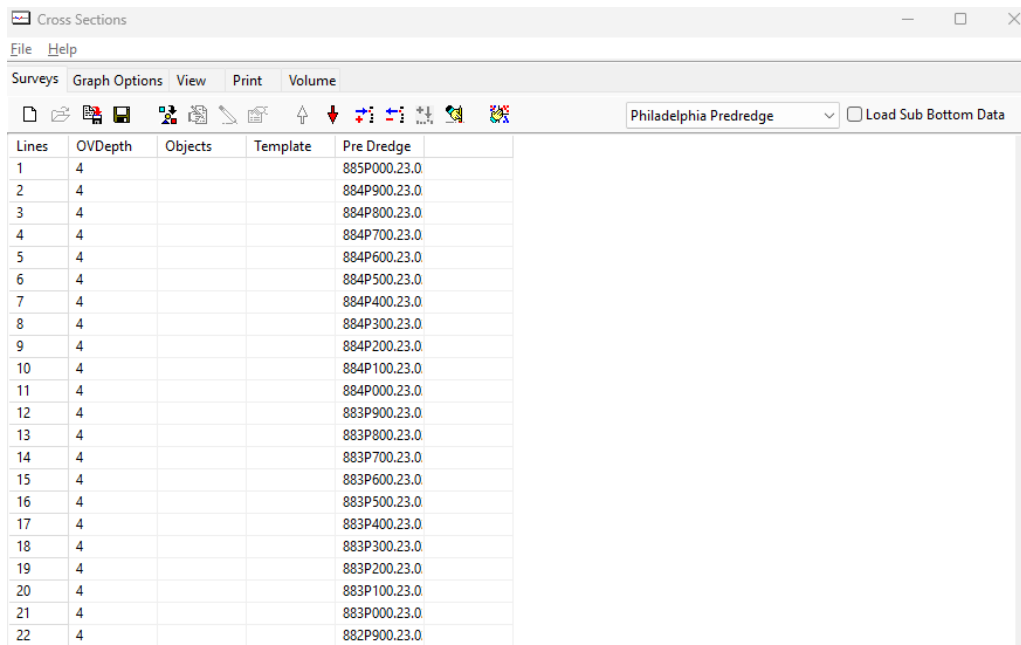 Cross Sections
File Help
Surveys Graph Options View Print Volume
Philadelphia Predredge Load Sub Bottom Data
Lines OVDepth Objects Template Pre Dredge
1 4 885P000.23.0
2 4 884P900.23.0
3 4 884P800.23.0
4 4 884P700.23.0
5 4 884P600.23.0
6 4 884P500.23.0
7 4 884P400.23.0
8 4 884P300.23.0
9 4 884P200.23.0
10 4 884P100.23.0
11 4 884P000.23.0
12 4 883P900.23.0
13 4 883P800.23.0
14 4 883P700.23.0
15 4 883P600.23.0
16 4 883P500.23.0
17 4 883P400.23.0
18 4 883P300.23.0
19 4 883P200.23.0
20 4 883P100.23.0
21 4 883P000.23.0
22 4 882P900.23.0